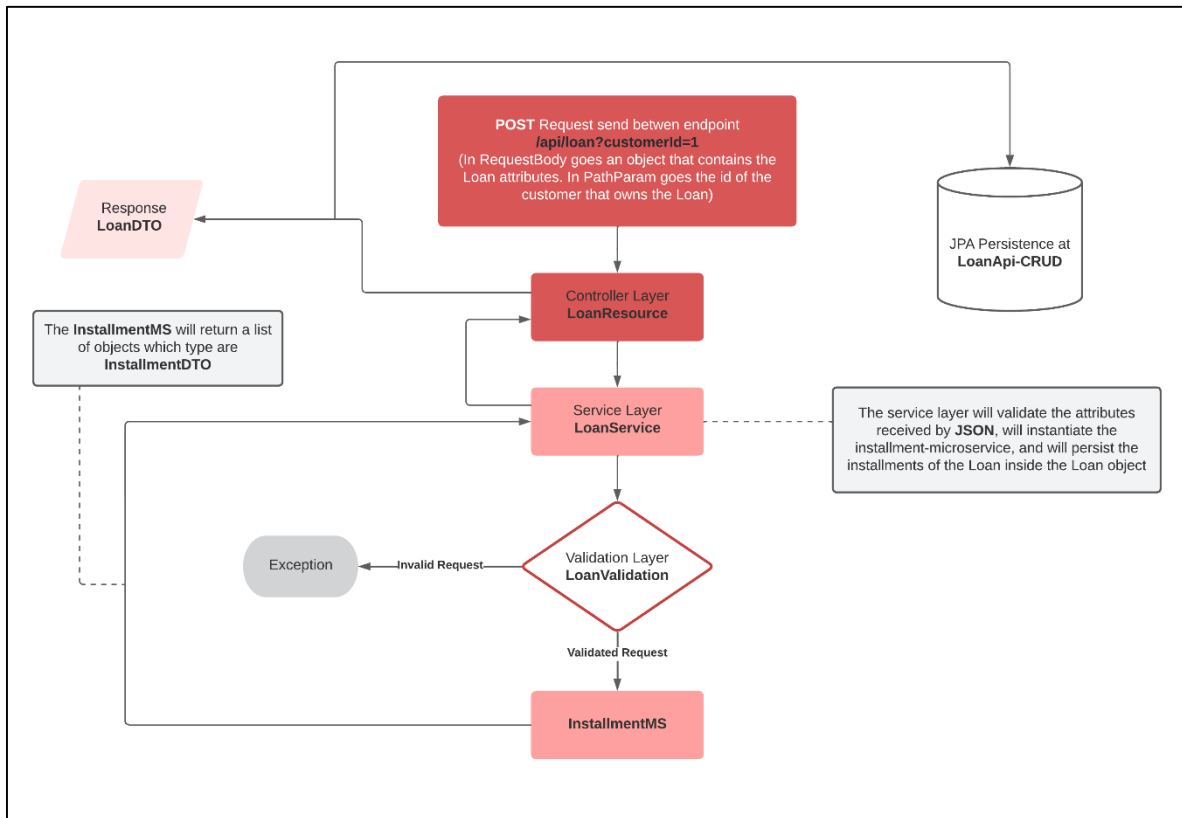 POST Request send betwen endpoint
/api/loan?customerId=1
(In RequestBody goes an object that contains the
Loan attributes. In PathParam goes the id of the
customer that owns the Loan)
Response
LoanDTO
JPA Persistence at
LoanApi-CRUD
Controller Layer
LoanResource
The InstallmentMS will return a list
of objects which type are
InstallmentDTO
Service Layer
LoanService
The service layer will validate the attributes
received by JSON, will instantiate the
installment-microservice, and will persist the
installments of the Loan inside the Loan object
Validation Layer
LoanValidation
Exception
Invalid Request
Validated Request
InstallmentMS